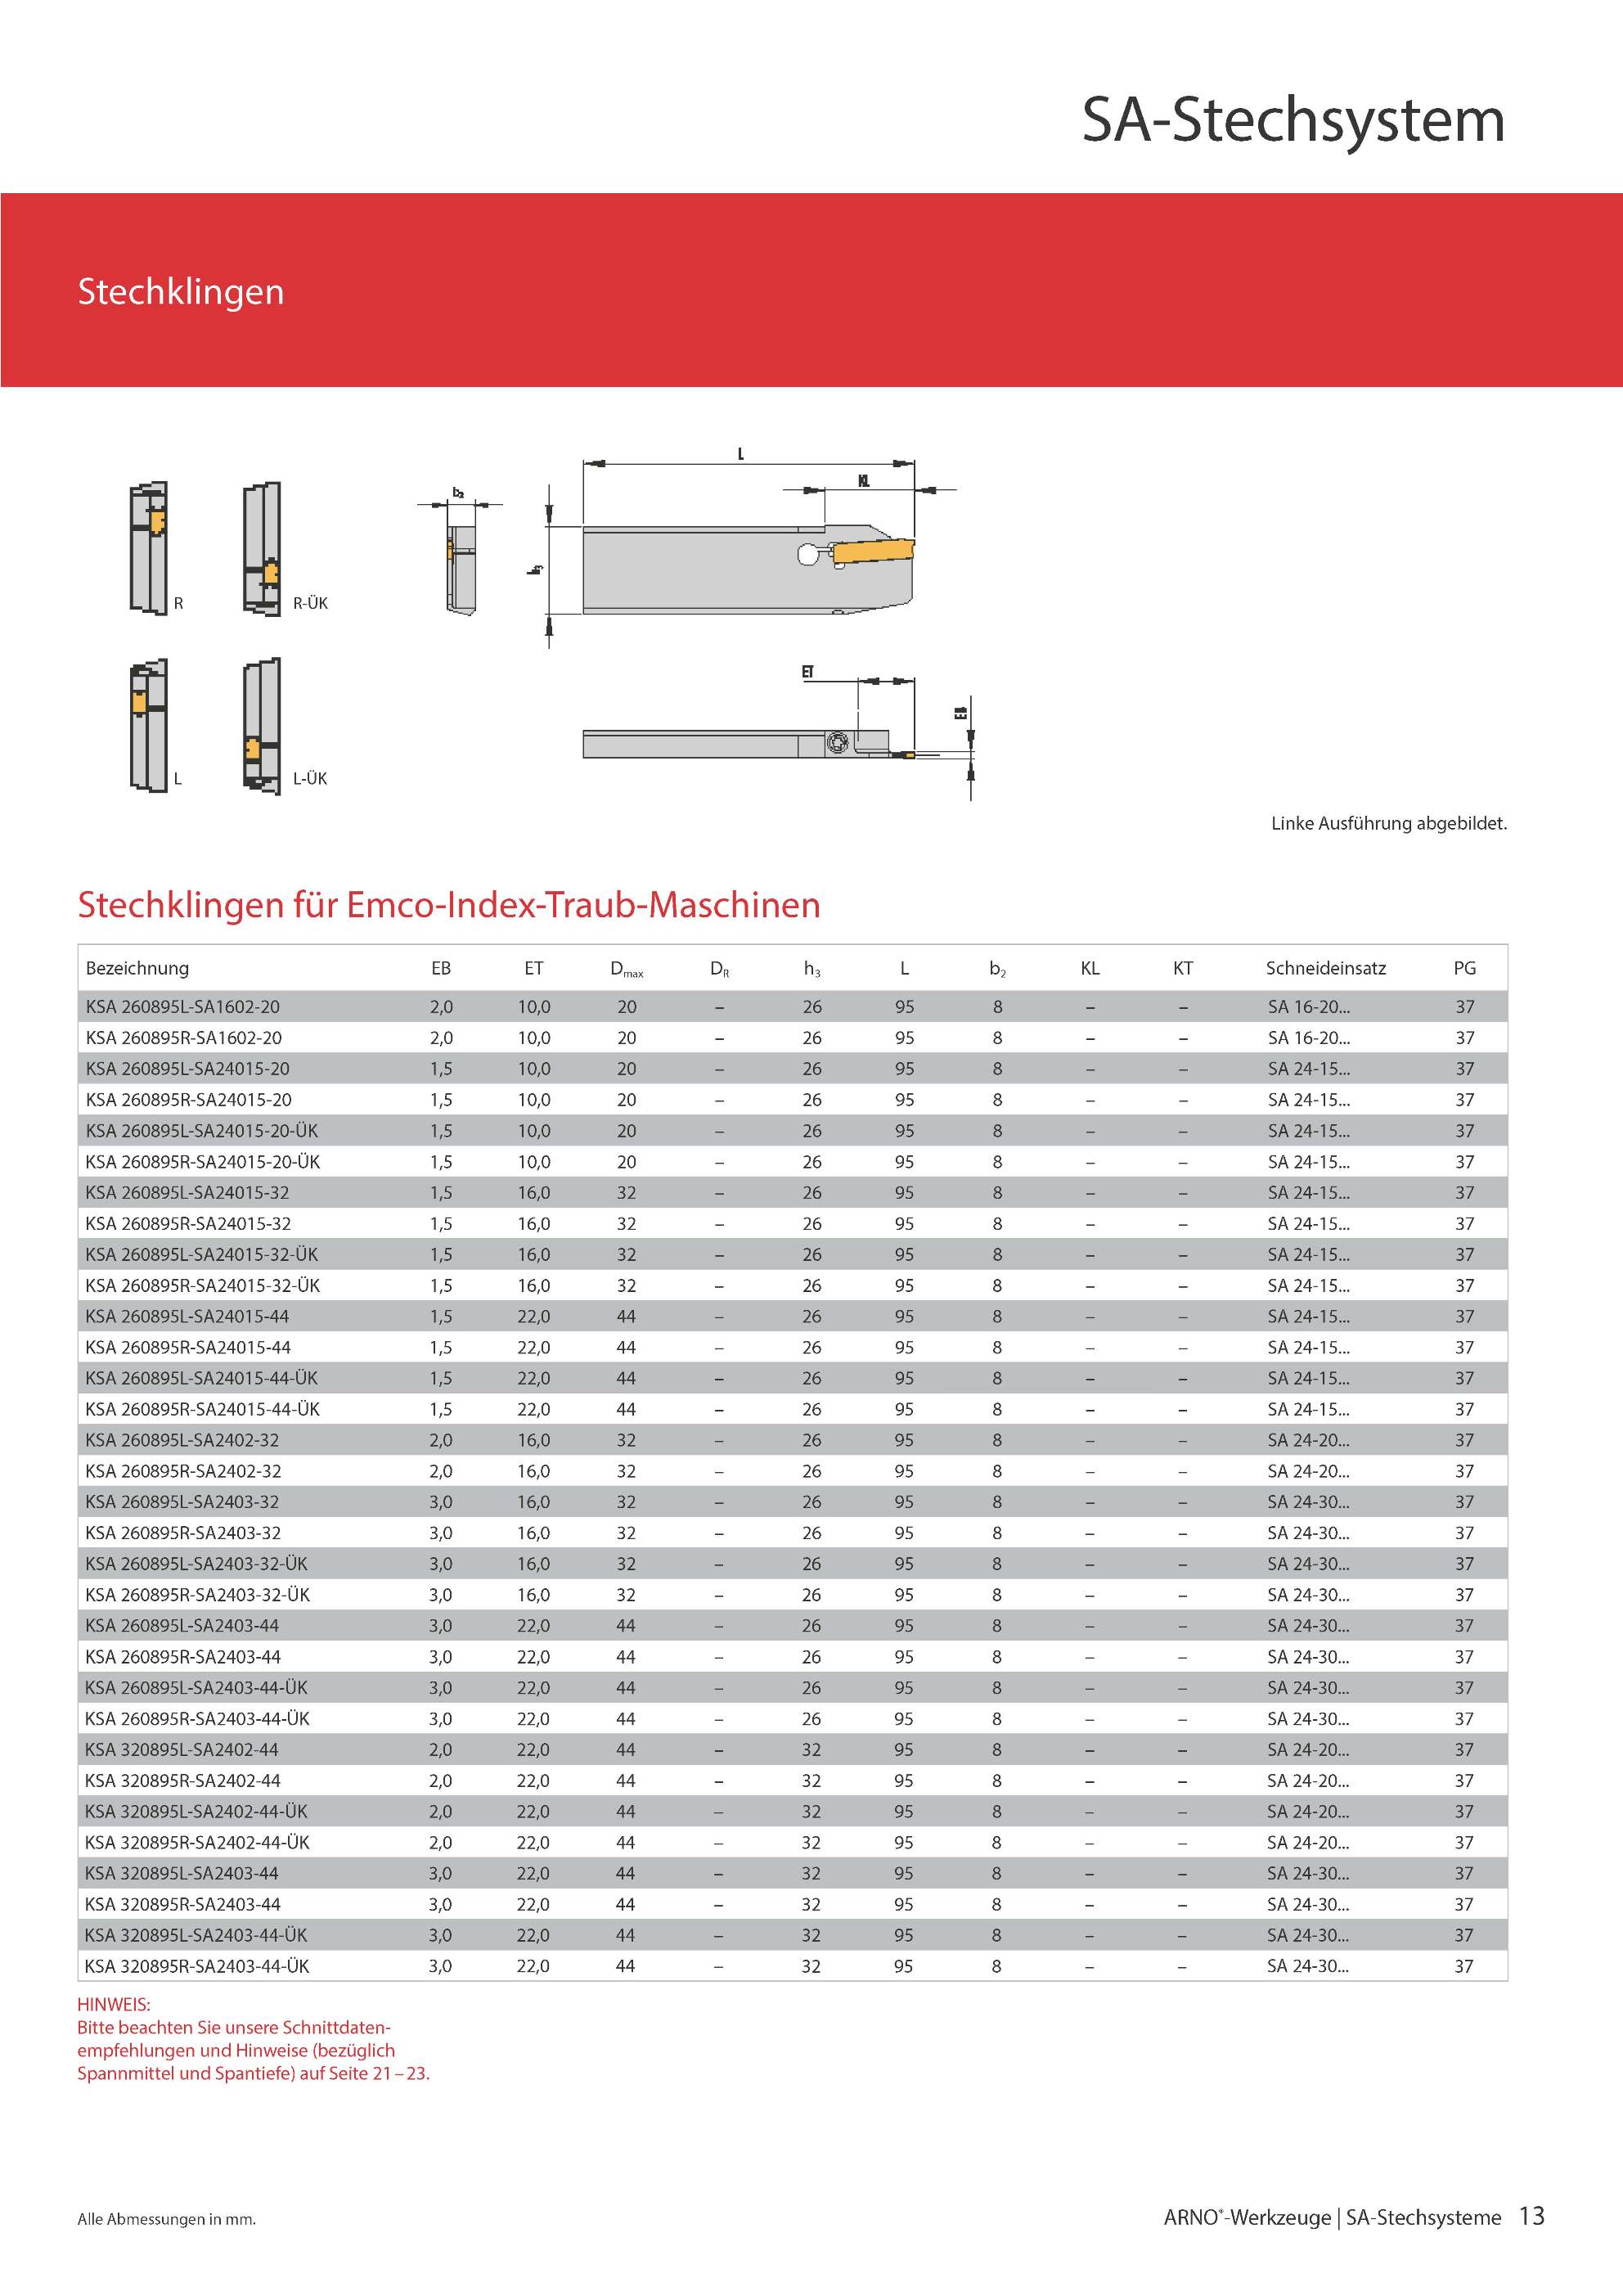 SA-Stechsystem
Stechklingen
L
KL
b₂
h₃
R
R-ÜK
ET
EB
L
L-ÜK
Linke Ausführung abgebildet.
Stechklingen für Emco-Index-Traub-Maschinen
Bezeichnung EB ET Dmax DR h₃ L b₂ KL KT Schneideinsatz PG
KSA 260895L-SA1602-20 2,0 10,0 20 – 26 95 8 – – SA 16-20... 37
KSA 260895R-SA1602-20 2,0 10,0 20 – 26 95 8 – – SA 16-20... 37
KSA 260895L-SA24015-20 1,5 10,0 20 – 26 95 8 – – SA 24-15... 37
KSA 260895R-SA24015-20 1,5 10,0 20 – 26 95 8 – – SA 24-15... 37
KSA 260895L-SA24015-20-ÜK 1,5 10,0 20 – 26 95 8 – – SA 24-15... 37
KSA 260895R-SA24015-20-ÜK 1,5 10,0 20 – 26 95 8 – – SA 24-15... 37
KSA 260895L-SA24015-32 1,5 16,0 32 – 26 95 8 – – SA 24-15... 37
KSA 260895R-SA24015-32 1,5 16,0 32 – 26 95 8 – – SA 24-15... 37
KSA 260895L-SA24015-32-ÜK 1,5 16,0 32 – 26 95 8 – – SA 24-15... 37
KSA 260895R-SA24015-32-ÜK 1,5 16,0 32 – 26 95 8 – – SA 24-15... 37
KSA 260895L-SA24015-44 1,5 22,0 44 – 26 95 8 – – SA 24-15... 37
KSA 260895R-SA24015-44 1,5 22,0 44 – 26 95 8 – – SA 24-15... 37
KSA 260895L-SA24015-44-ÜK 1,5 22,0 44 – 26 95 8 – – SA 24-15... 37
KSA 260895R-SA24015-44-ÜK 1,5 22,0 44 – 26 95 8 – – SA 24-15... 37
KSA 260895L-SA2402-32 2,0 16,0 32 – 26 95 8 – – SA 24-20... 37
KSA 260895R-SA2402-32 2,0 16,0 32 – 26 95 8 – – SA 24-20... 37
KSA 260895L-SA2403-32 3,0 16,0 32 – 26 95 8 – – SA 24-30... 37
KSA 260895R-SA2403-32 3,0 16,0 32 – 26 95 8 – – SA 24-30... 37
KSA 260895L-SA2403-32-ÜK 3,0 16,0 32 – 26 95 8 – – SA 24-30... 37
KSA 260895R-SA2403-32-ÜK 3,0 16,0 32 – 26 95 8 – – SA 24-30... 37
KSA 260895L-SA2403-44 3,0 22,0 44 – 26 95 8 – – SA 24-30... 37
KSA 260895R-SA2403-44 3,0 22,0 44 – 26 95 8 – – SA 24-30... 37
KSA 260895L-SA2403-44-ÜK 3,0 22,0 44 – 26 95 8 – – SA 24-30... 37
KSA 260895R-SA2403-44-ÜK 3,0 22,0 44 – 26 95 8 – – SA 24-30... 37
KSA 320895L-SA2402-44 2,0 22,0 44 – 32 95 8 – – SA 24-20... 37
KSA 320895R-SA2402-44 2,0 22,0 44 – 32 95 8 – – SA 24-20... 37
KSA 320895L-SA2402-44-ÜK 2,0 22,0 44 – 32 95 8 – – SA 24-20... 37
KSA 320895R-SA2402-44-ÜK 2,0 22,0 44 – 32 95 8 – – SA 24-20... 37
KSA 320895L-SA2403-44 3,0 22,0 44 – 32 95 8 – – SA 24-30... 37
KSA 320895R-SA2403-44 3,0 22,0 44 – 32 95 8 – – SA 24-30... 37
KSA 320895L-SA2403-44-ÜK 3,0 22,0 44 – 32 95 8 – – SA 24-30... 37
KSA 320895R-SA2403-44-ÜK 3,0 22,0 44 – 32 95 8 – – SA 24-30... 37
HINWEIS:
Bitte beachten Sie unsere Schnittdaten-
empfehlungen und Hinweise (bezüglich
Spannmittel und Spantiefe) auf Seite 21–23.
Alle Abmessungen in mm.
ARNO®-Werkzeuge | SA-Stechsysteme 13